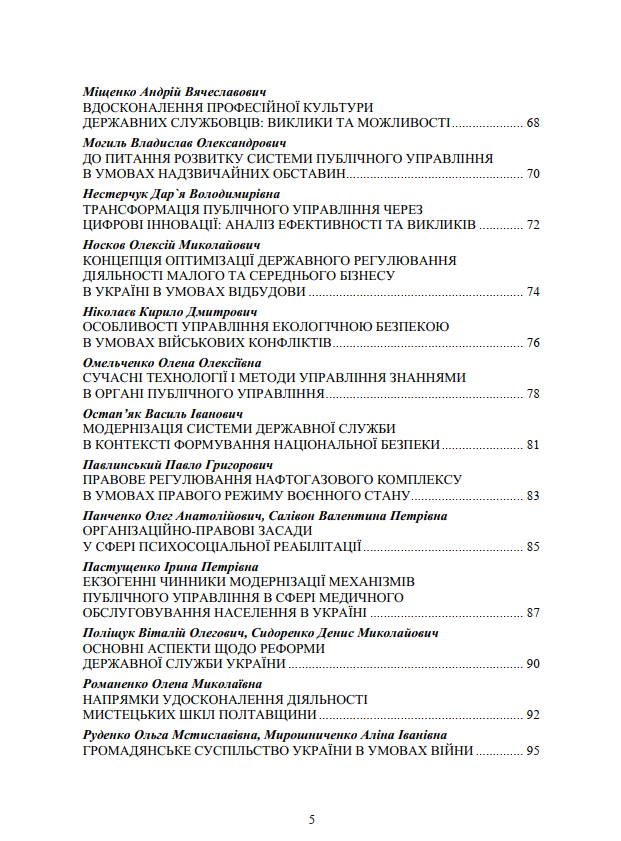 Міщенко Андрій Вячеславович
ВДОСКОНАЛЕННЯ ПРОФЕСІЙНОЇ КУЛЬТУРИ
ДЕРЖАВНИХ СЛУЖБОВЦІВ: ВИКЛИКИ ТА МОЖЛИВОСТІ ..................... 68
Могиль Владислав Олександрович
ДО ПИТАННЯ РОЗВИТКУ СИСТЕМИ ПУБЛІЧНОГО УПРАВЛІННЯ
В УМОВАХ НАДЗВИЧАЙНИХ ОБСТАВИН.................................................... 70
Нестерчук Дар`я Володимирівна
ТРАНСФОРМАЦІЯ ПУБЛІЧНОГО УПРАВЛІННЯ ЧЕРЕЗ
ЦИФРОВІ ІННОВАЦІЇ: АНАЛІЗ ЕФЕКТИВНОСТІ ТА ВИКЛИКІВ ............. 72
Носков Олексій Миколайович
КОНЦЕПЦІЯ ОПТИМІЗАЦІЇ ДЕРЖАВНОГО РЕГУЛЮВАННЯ
ДІЯЛЬНОСТІ МАЛОГО ТА СЕРЕДНЬОГО БІЗНЕСУ
В УКРАЇНІ В УМОВАХ ВІДБУДОВИ ............................................................... 74
Ніколаєв Кирило Дмитрович
ОСОБЛИВОСТІ УПРАВЛІННЯ ЕКОЛОГІЧНОЮ БЕЗПЕКОЮ
В УМОВАХ ВІЙСЬКОВИХ КОНФЛІКТІВ........................................................ 76
Омельченко Олена Олексіївна
СУЧАСНІ ТЕХНОЛОГІЇ І МЕТОДИ УПРАВЛІННЯ ЗНАННЯМИ
В ОРГАНІ ПУБЛІЧНОГО УПРАВЛІННЯ.......................................................... 78
Остап’як Василь Іванович
МОДЕРНІЗАЦІЯ СИСТЕМИ ДЕРЖАВНОЇ СЛУЖБИ
В КОНТЕКСТІ ФОРМУВАННЯ НАЦІОНАЛЬНОЇ БЕЗПЕКИ ........................ 81
Павлинський Павло Григорович
ПРАВОВЕ РЕГУЛЮВАННЯ НАФТОГАЗОВОГО КОМПЛЕКСУ
В УМОВАХ ПРАВОГО РЕЖИМУ ВОЄННОГО СТАНУ................................. 83
Панченко Олег Анатолійович, Салівон Валентина Петрівна
ОРГАНІЗАЦІЙНО-ПРАВОВІ ЗАСАДИ
У СФЕРІ ПСИХОСОЦІАЛЬНОЇ РЕАБІЛІТАЦІЇ ............................................... 85
Пастущенко Ірина Петрівна
ЕКЗОГЕННІ ЧИННИКИ МОДЕРНІЗАЦІЇ МЕХАНІЗМІВ
ПУБЛІЧНОГО УПРАВЛІННЯ В СФЕРІ МЕДИЧНОГО
ОБСЛУГОВУВАННЯ НАСЕЛЕННЯ В УКРАЇНІ ............................................. 87
Поліщук Віталій Олегович, Сидоренко Денис Миколайович
ОСНОВНІ АСПЕКТИ ЩОДО РЕФОРМИ
ДЕРЖАВНОЇ СЛУЖБИ УКРАЇНИ ..................................................................... 90
Романенко Олена Миколаївна
НАПРЯМКИ УДОСКОНАЛЕННЯ ДІЯЛЬНОСТІ
МИСТЕЦЬКИХ ШКІЛ ПОЛТАВЩИНИ ............................................................ 92
Руденко Ольга Мстиславівна, Мирошниченко Аліна Іванівна
ГРОМАДЯНСЬКЕ СУСПІЛЬСТВО УКРАЇНИ В УМОВАХ ВІЙНИ .............. 95
5